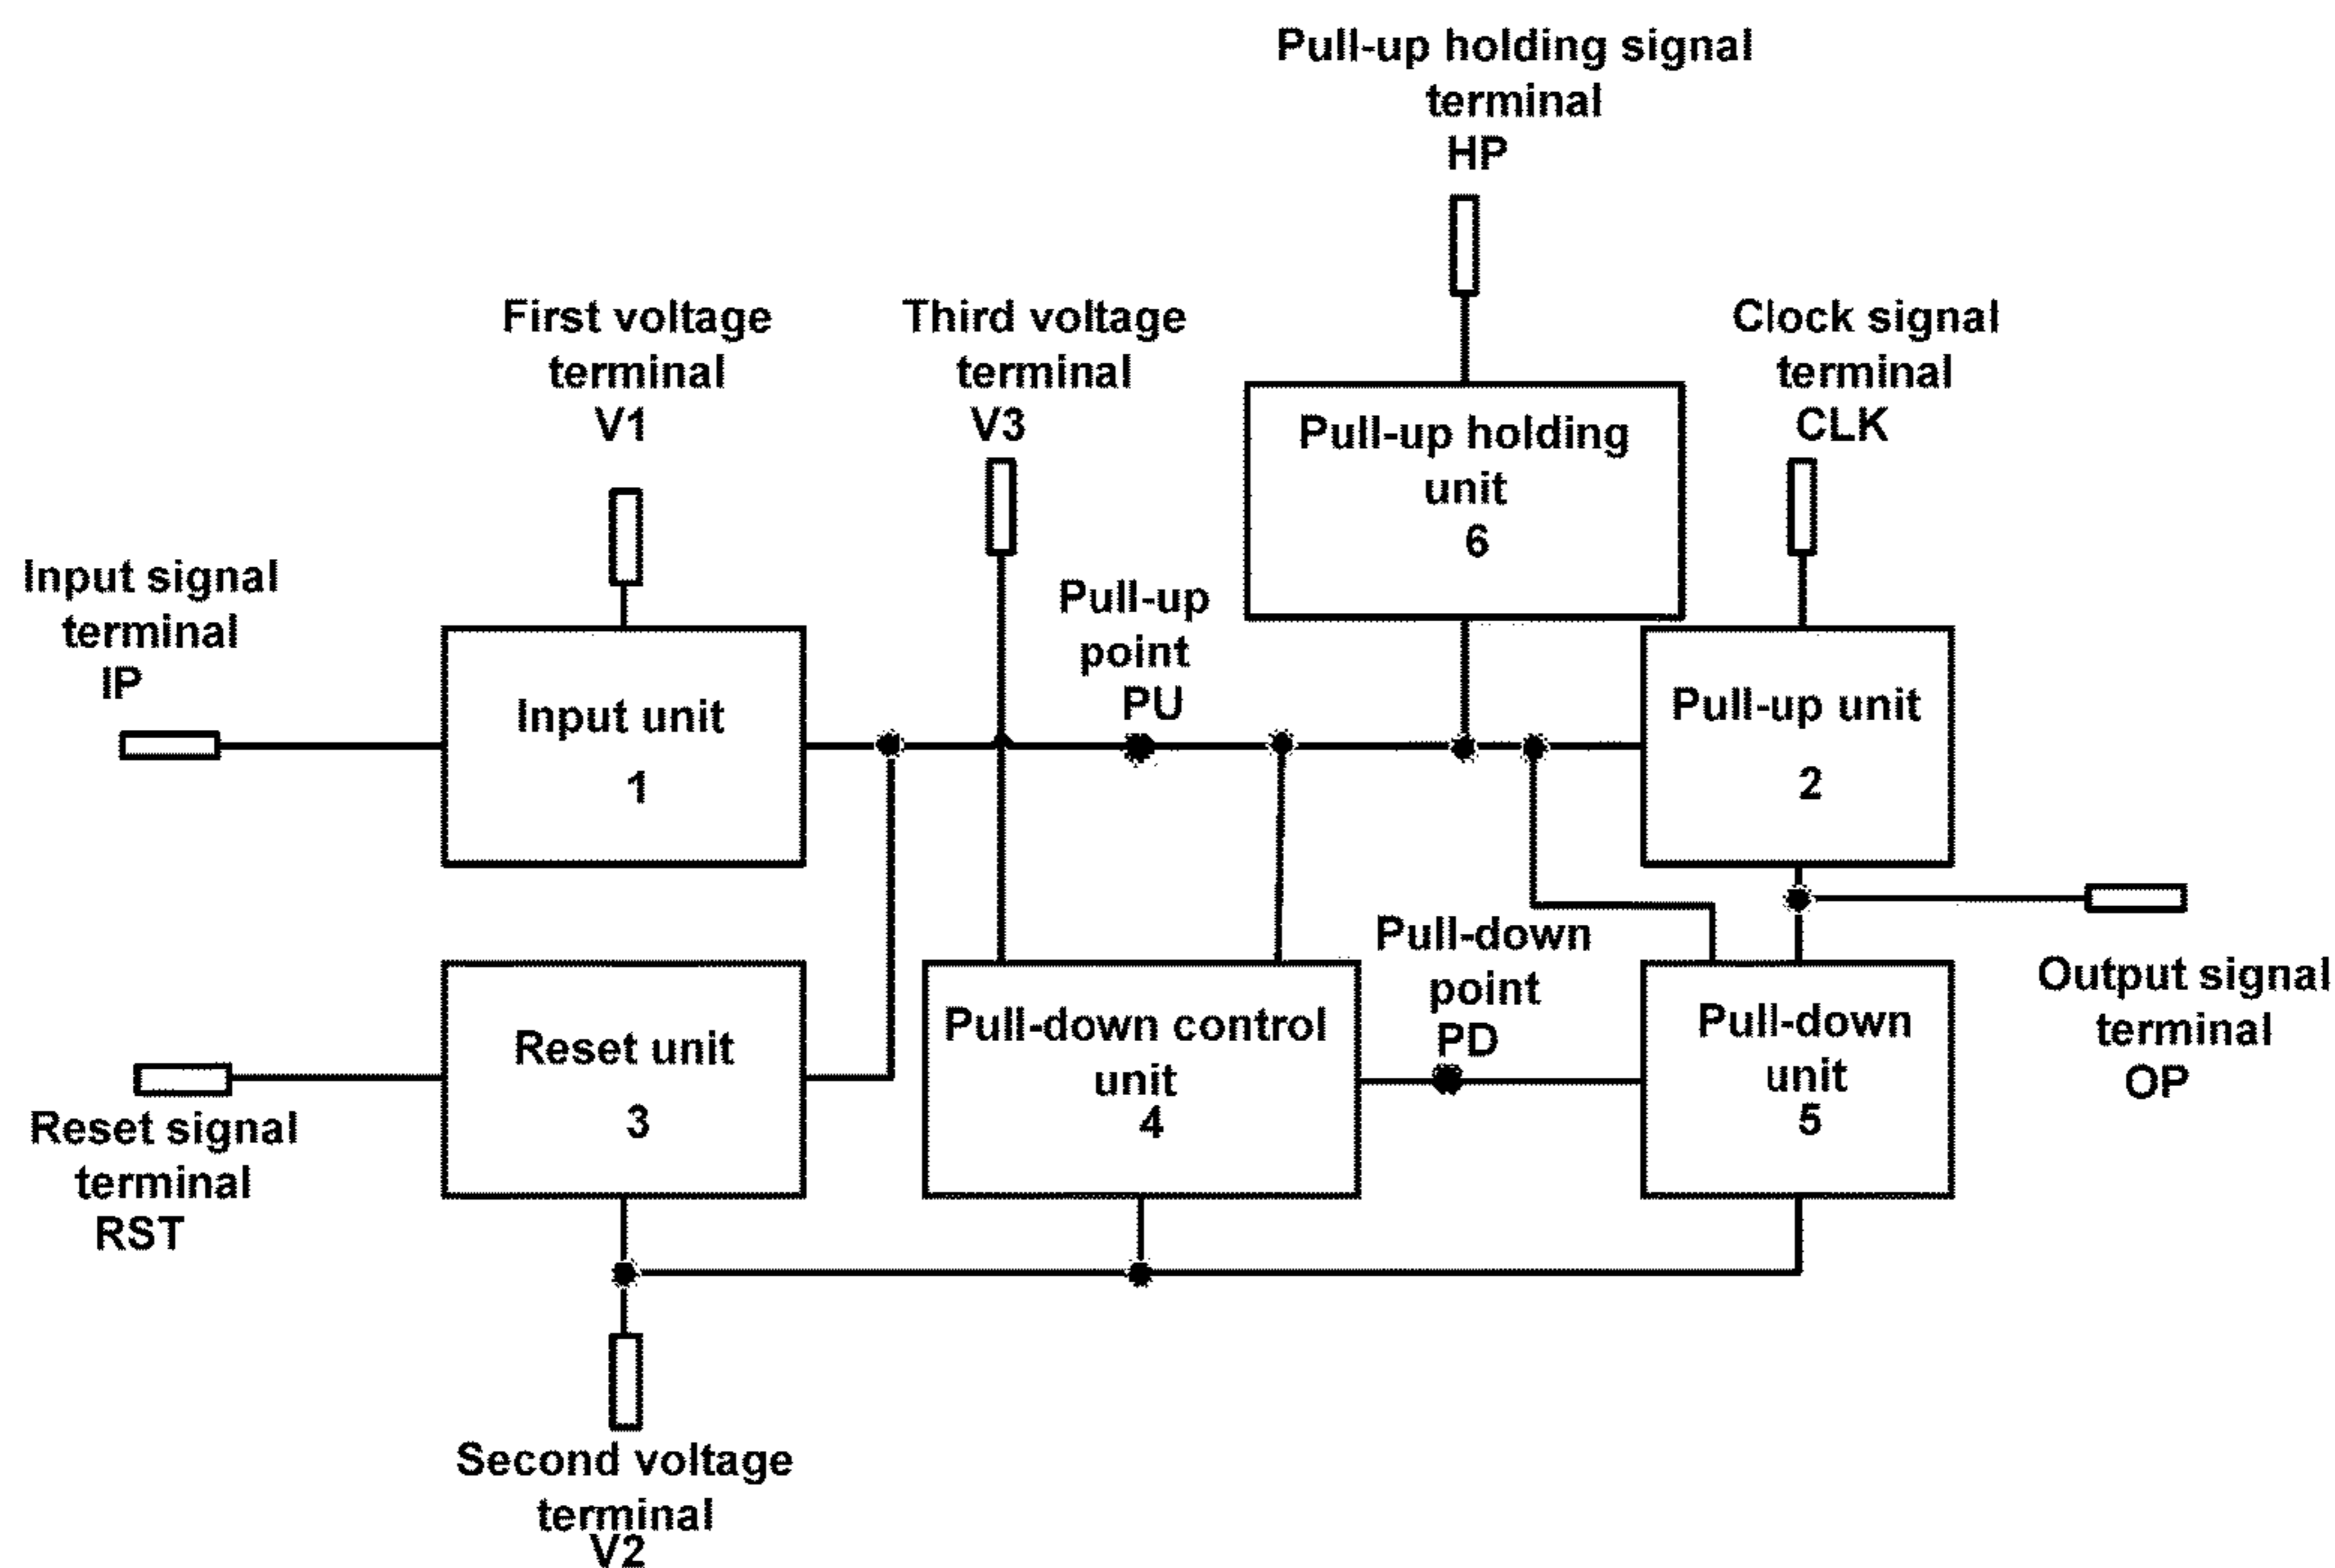 Pull-up holding signal
terminal
HP
First voltage
terminal
V1
Third voltage
terminal
V3
Clock signal
terminal
CLK
Pull-up holding
unit
6
Input signal
terminal
IP
Pull-up
point
PU
Input unit
1
Pull-up unit
2
Pull-down
point
PD
Output signal
terminal
OP
Reset unit
3
Pull-down control
unit
4
Pull-down
unit
5
Reset signal
terminal
RST
Second voltage
terminal
V2